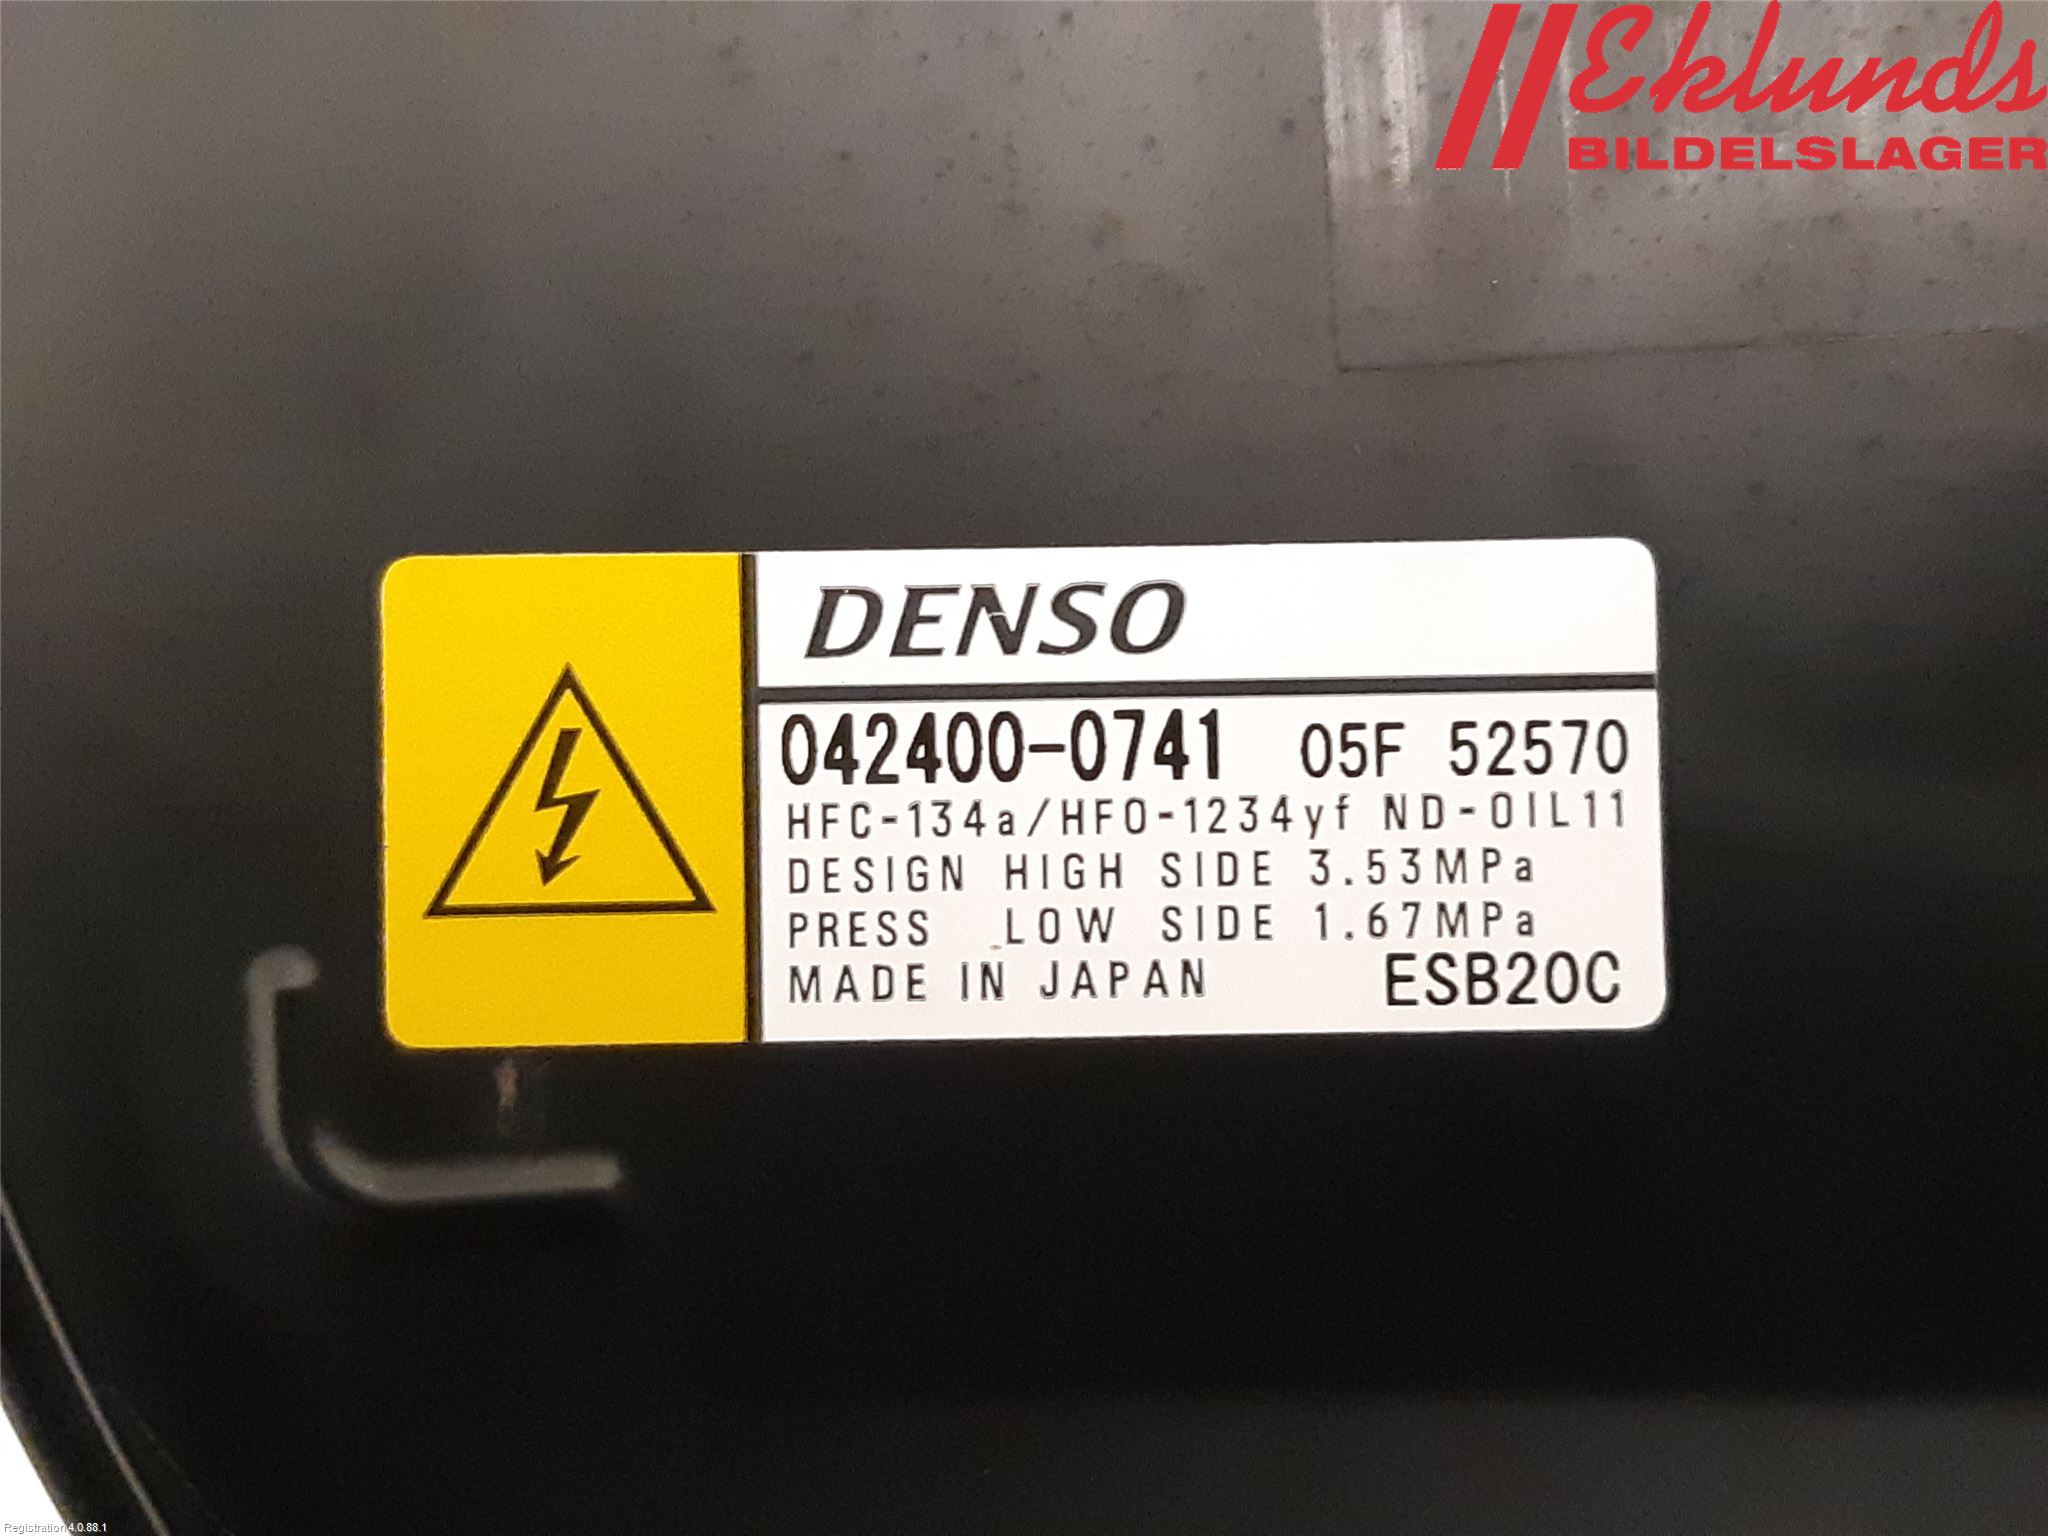 Eklunds
BILDELSLAGER
DENSO
042400-0741 05F 52570
HFC-134a/HFO-1234yf ND-OIL11
DESIGN HIGH SIDE 3.53MPa
PRESS LOW SIDE 1.67MPa
MADE IN JAPAN ESB20C
Registration 4.0.88.1